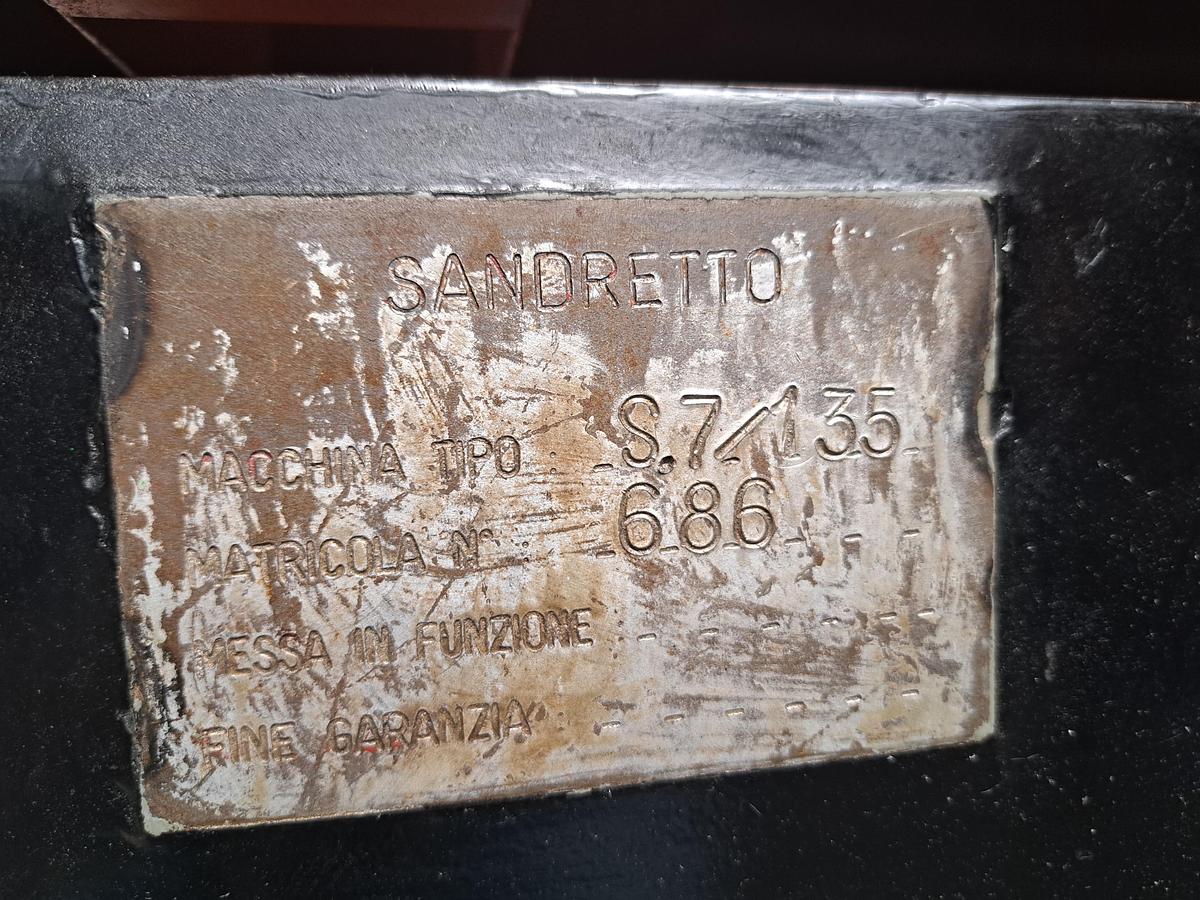 SANDRETTO
MACCHINA TIPO : S.7/135
MATRICOLA N° : 686
MESSA IN FUNZIONE :
FINE GARANZIA :